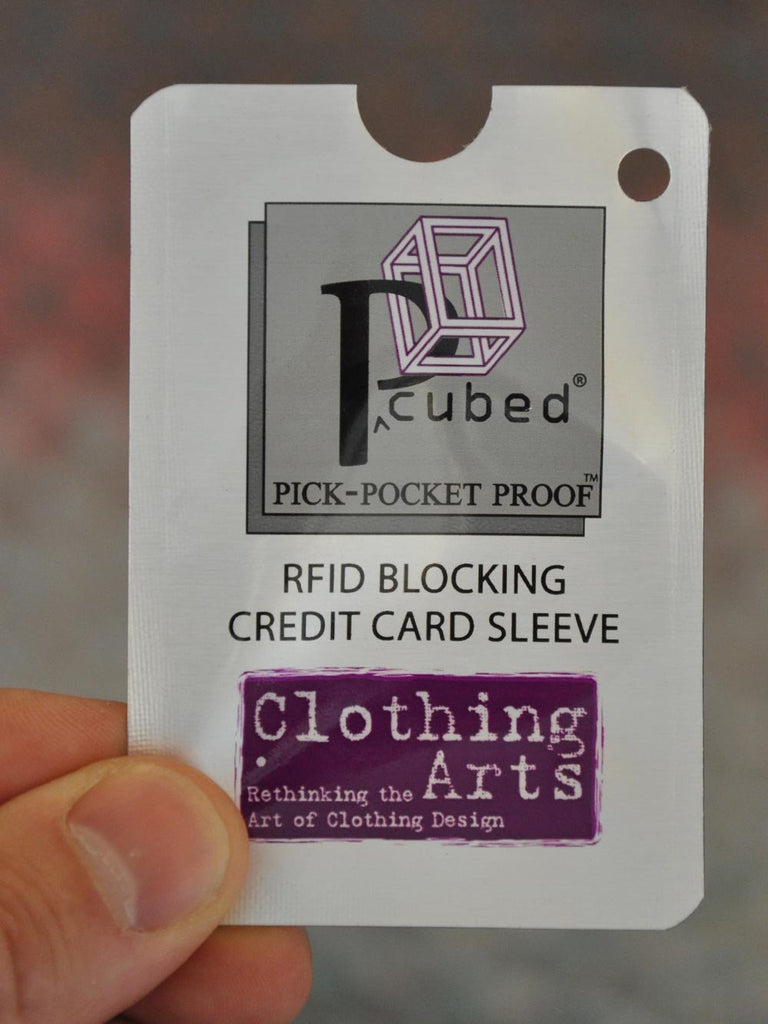 P^cubed®
PICK-POCKET PROOF™
RFID BLOCKING
CREDIT CARD SLEEVE
Clothing
Arts
Rethinking the
Art of Clothing Design